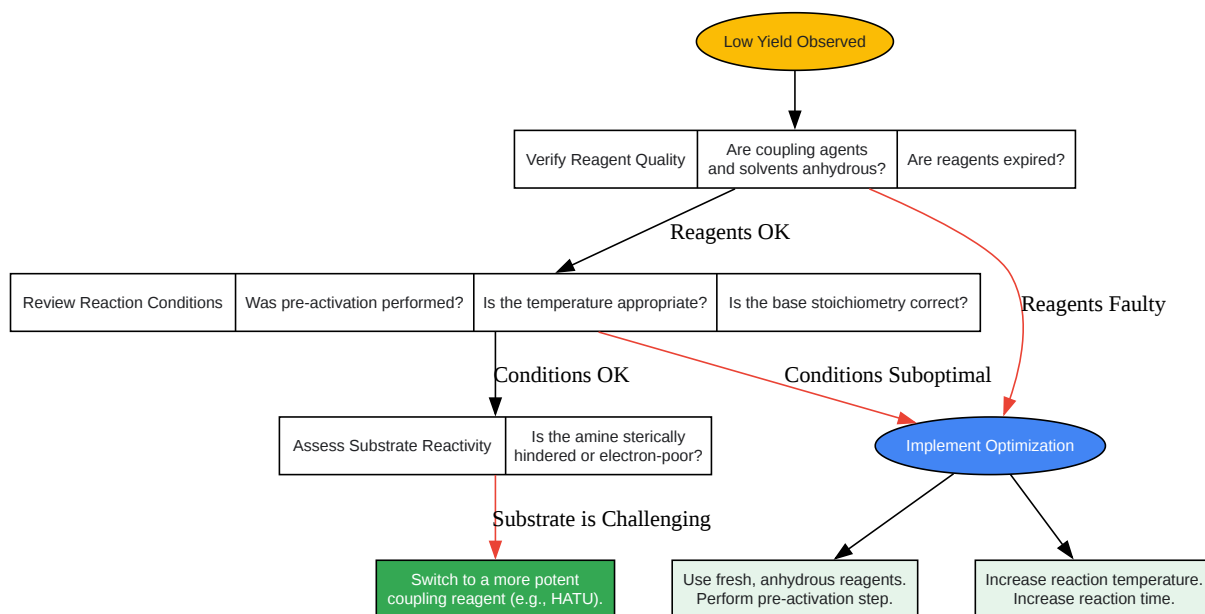 Low Yield Observed
Verify Reagent Quality
Are coupling agents
and solvents anhydrous?
Are reagents expired?
Reagents OK
Reagents Faulty
Review Reaction Conditions
Was pre-activation performed?
Is the temperature appropriate?
Is the base stoichiometry correct?
Conditions OK
Conditions Suboptimal
Assess Substrate Reactivity
Is the amine sterically
hindered or electron-poor?
Implement Optimization
Substrate is Challenging
Switch to a more potent
coupling reagent (e.g., HATU).
Use fresh, anhydrous reagents.
Perform pre-activation step.
Increase reaction temperature.
Increase reaction time.